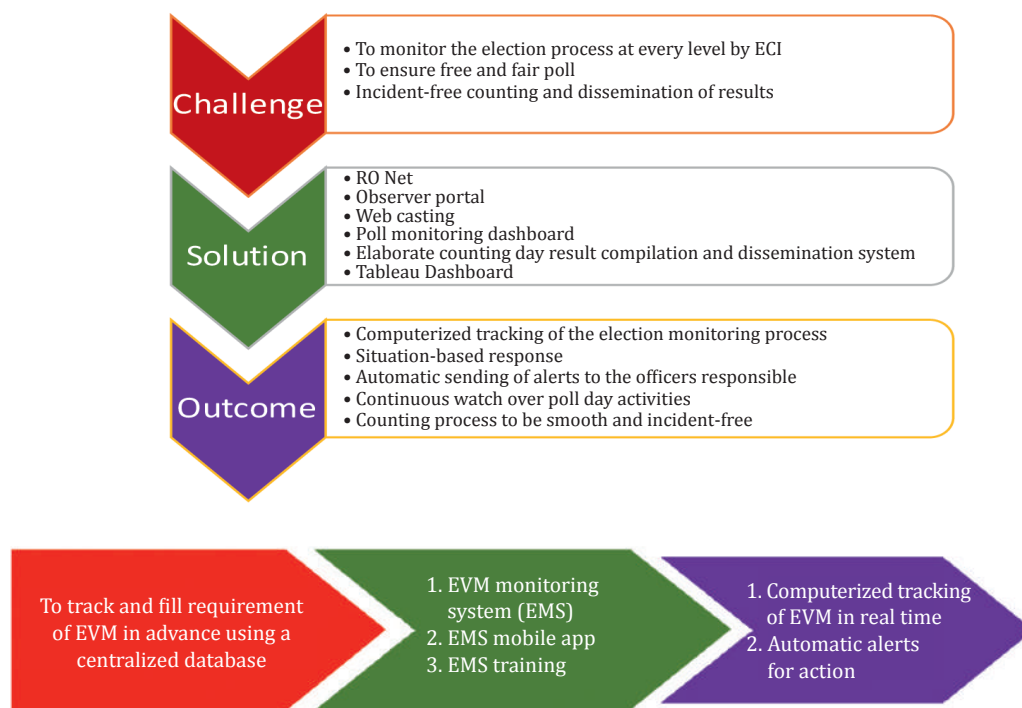 Challenge
• To monitor the election process at every level by ECI
• To ensure free and fair poll
• Incident-free counting and dissemination of results
Solution
• RO Net
• Observer portal
• Web casting
• Poll monitoring dashboard
• Elaborate counting day result compilation and dissemination system
• Tableau Dashboard
Outcome
• Computerized tracking of the election monitoring process
• Situation-based response
• Automatic sending of alerts to the officers responsible
• Continuous watch over poll day activities
• Counting process to be smooth and incident-free
To track and fill requirement
of EVM in advance using a
centralized database
1. EVM monitoring
system (EMS)
2. EMS mobile app
3. EMS training
1. Computerized tracking
of EVM in real time
2. Automatic alerts
for action